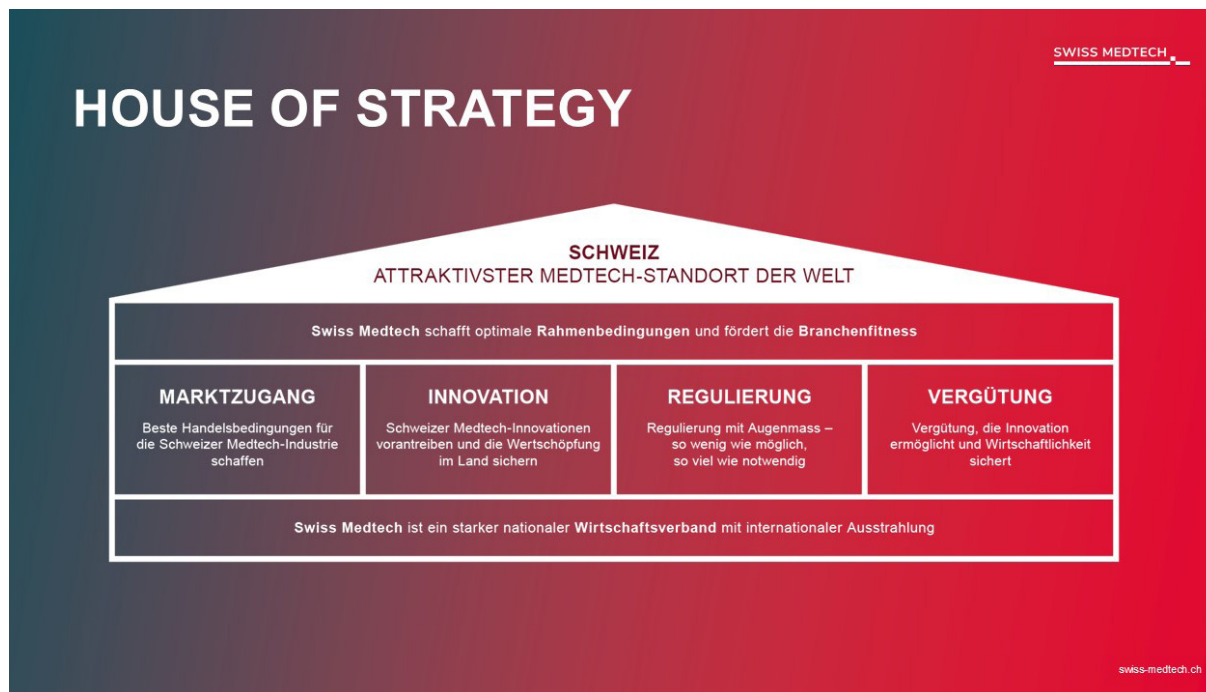 SWISS MEDTECH
HOUSE OF STRATEGY
SCHWEIZ
ATTRAKTIVSTER MEDTECH-STANDORT DER WELT
Swiss Medtech schafft optimale Rahmenbedingungen und fördert die Branchenfitness
MARKTZUGANG
Beste Handelsbedingungen für
die Schweizer Medtech-Industrie
schaffen
INNOVATION
Schweizer Medtech-Innovationen
vorantreiben und die Wertschöpfung
im Land sichern
REGULIERUNG
Regulierung mit Augenmass –
so wenig wie möglich,
so viel wie notwendig
VERGÜTUNG
Vergütung, die Innovation
ermöglicht und Wirtschaftlichkeit
sichert
Swiss Medtech ist ein starker nationaler Wirtschaftsverband mit internationaler Ausstrahlung
swiss-medtech.ch